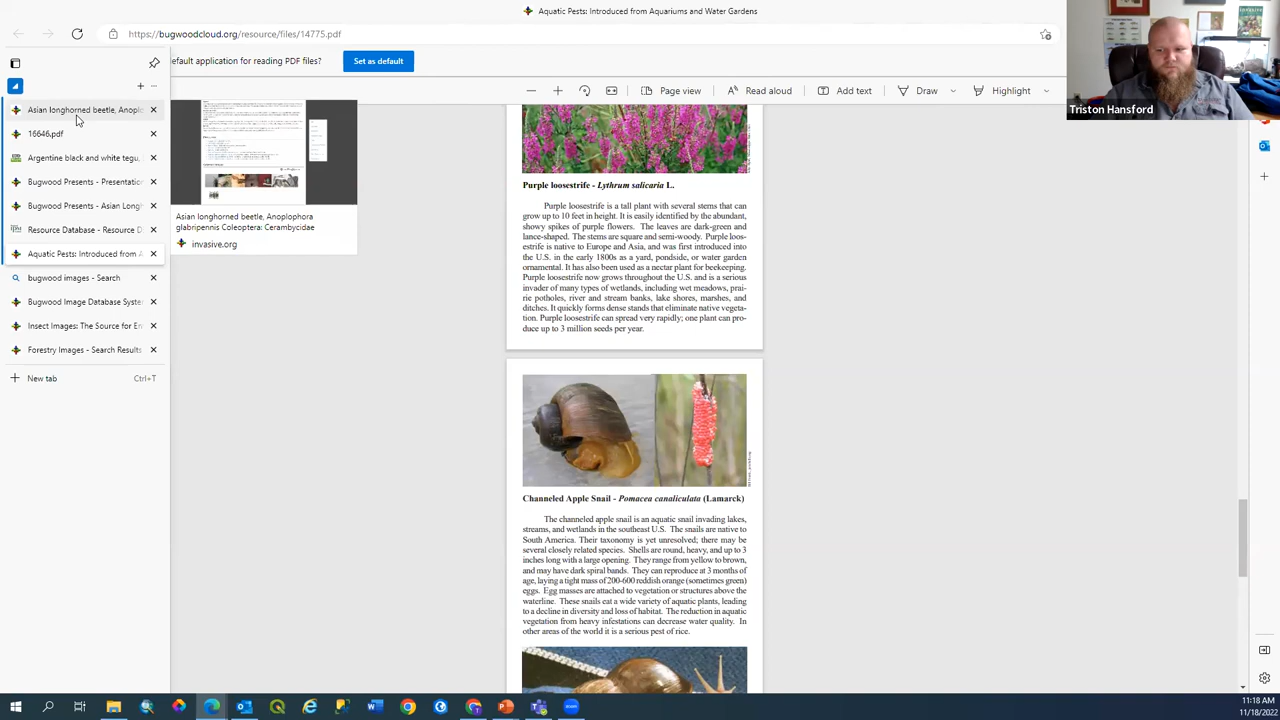 Aquatic Pests: Introduced from Aquariums and Water Gardens
https://bugwoodcloud.org/resource/files/14775.pdf
default application for reading PDF files?
Set as default
Page view
Read aloud
Add text
Draw
Highlight
Triston Hansford
Asian longhorned beetle, Anople
16646.pdf
Argentine black and white tegu
Bugwood Presents - Presentatio
Bugwood Presents - Asian Longh
Resource Database - Resource D
Aquatic Pests: Introduced from A
bugwood images - Search
Bugwood Image Database Syste
Insect Images: The Source for En
Forestry Images - Search Results
New tab
Ctrl+T
Asian longhorned beetle, Anoplophora
glabripennis Coleoptera: Cerambycidae
invasive.org
Purple loosestrife - Lythrum salicaria L.
Purple loosestrife is a tall plant with several stems that can
grow up to 10 feet in height. It is easily identified by the abundant,
showy spikes of purple flowers. The leaves are dark-green and
lance-shaped. The stems are square and semi-woody. Purple loos-
estrife is native to Europe and Asia, and was first introduced into
the U.S. in the early 1800s as a yard, pondside, or water garden
ornamental. It has also been used as a nectar plant for beekeeping.
Purple loosestrife now grows throughout the U.S. and is a serious
invader of many types of wetlands, including wet meadows, prai-
rie potholes, river and stream banks, lake shores, marshes, and
ditches. It quickly forms dense stands that eliminate native vegeta-
tion. Purple loosestrife can spread very rapidly; one plant can pro-
duce up to 3 million seeds per year.
Channeled Apple Snail - Pomacea canaliculata (Lamarck)
The channeled apple snail is an aquatic snail invading lakes,
streams, and wetlands in the southeast U.S. The snails are native to
South America. Their taxonomy is yet unresolved; there may be
several closely related species. Shells are round, heavy, and up to 3
inches long with a large opening. They range from yellow to brown,
and may have dark spiral bands. They can reproduce at 3 months of
age, laying a tight mass of 200-600 reddish orange (sometimes green)
eggs. Egg masses are attached to vegetation or structures above the
waterline. These snails eat a wide variety of aquatic plants, leading
to a decline in diversity and loss of habitat. The reduction in aquatic
vegetation from heavy infestations can decrease water quality. In
other areas of the world it is a serious pest of rice.
11:18 AM
11/18/2022